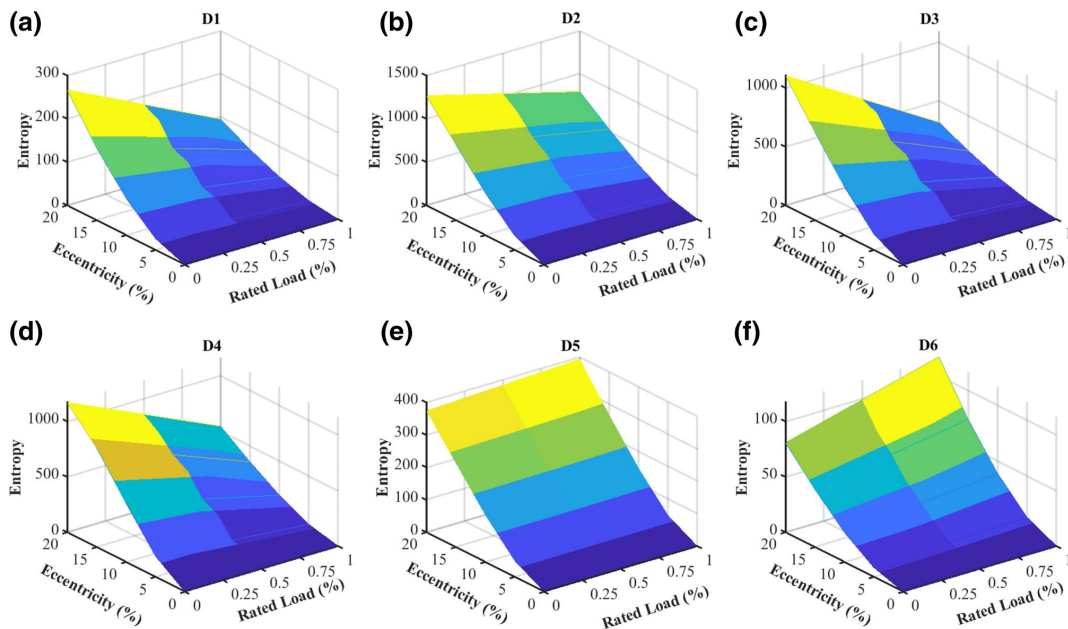 (a)
D1
300
200
100
0
Entropy
20
15
10
5
0
Eccentricity (%)
0
0.25
0.5
0.75
1
Rated Load (%)
(b)
D2
1500
1000
500
0
Entropy
20
15
10
5
0
Eccentricity (%)
0
0.25
0.5
0.75
1
Rated Load (%)
(c)
D3
1000
500
0
Entropy
20
15
10
5
0
Eccentricity (%)
0
0.25
0.5
0.75
1
Rated Load (%)
(d)
D4
1000
500
0
Entropy
20
15
10
5
0
Eccentricity (%)
0
0.25
0.5
0.75
1
Rated Load (%)
(e)
D5
400
300
200
100
0
Entropy
20
15
10
5
0
Eccentricity (%)
0
0.25
0.5
0.75
1
Rated Load (%)
(f)
D6
100
50
0
Entropy
20
15
10
5
0
Eccentricity (%)
0
0.25
0.5
0.75
1
Rated Load (%)